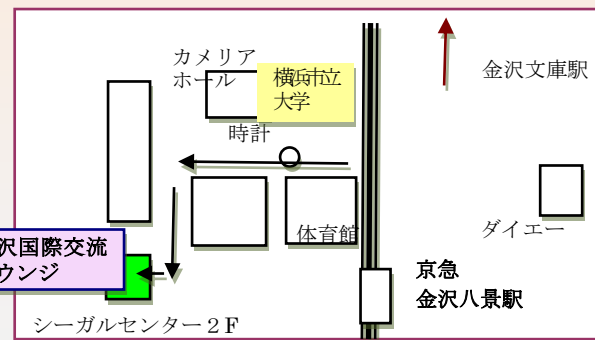 カメリア
ホール
横浜市立
大学
時計
金沢文庫駅
体育館
ダイエー
沢国際交流
ウンジ
京急
金沢八景駅
シーガルセンター２F